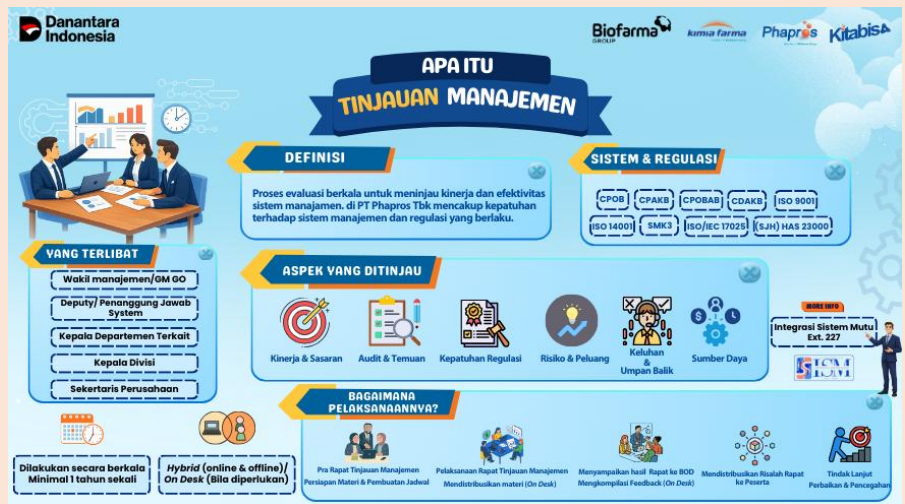 Danantara
Indonesia
Biofarma
GROUP
kimia farma
Phapros
KitabisA
APA ITU
TINJAUAN MANAJEMEN
DEFINISI
Proses evaluasi berkala untuk meninjau kinerja dan efektivitas
sistem manajamen. di PT Phapros Tbk mencakup kepatuhan
terhadap sistem manajemen dan regulasi yang berlaku.
SISTEM & REGULASI
CPOB CPAKB CPOBAB CDAKB ISO 9001
ISO 14001 SMK3 ISO/IEC 17025 (SJH) HAS 23000
YANG TERLIBAT
Wakil manajemen/GM GO
Deputy/ Penanggung Jawab
System
Kepala Departemen Terkait
Kepala Divisi
Sekertaris Perusahaan
ASPEK YANG DITINJAU
Kinerja & Sasaran
Audit & Temuan
Kepatuhan Regulasi
Risiko & Peluang
Keluhan
&
Umpan Balik
Sumber Daya
MORE INFO
Integrasi Sistem Mutu
Ext. 227
ISM
Dilakukan secara berkala
Minimal 1 tahun sekali
Hybrid (online & offline)/
On Desk (Bila diperlukan)
BAGAIMANA
PELAKSANAANNYA?
Pra Rapat Tinjauan Manajemen
Persiapan Materi & Pembuatan Jadwal
Pelaksanaan Rapat Tinjauan Manajemen
Mendistribusikan materi (On Desk)
Menyampaikan hasil Rapat ke BOD
Mengkompilasi Feedback (On Desk)
Mendistribusikan Risalah Rapat
ke Peserta
Tindak Lanjut
Perbaikan & Pencegahan